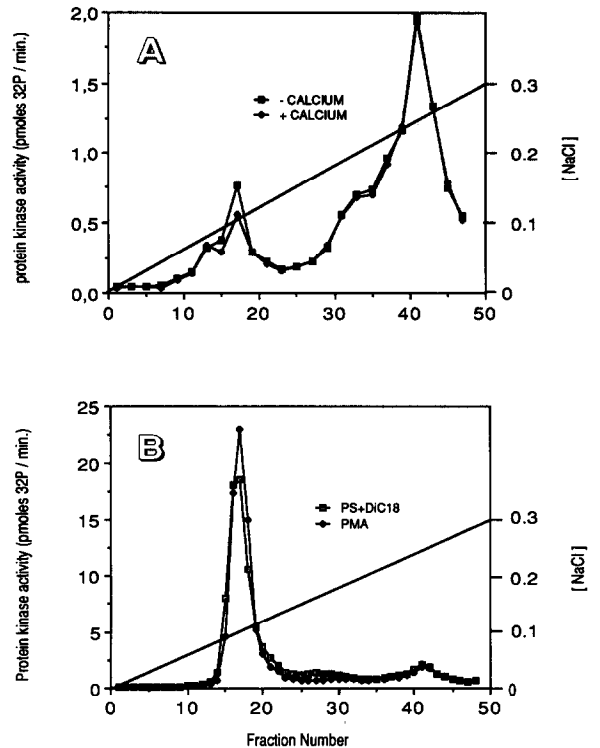 A
- CALCIUM
+ CALCIUM
protein kinase activity (pmoles 32P / min.)
2,0
1,5
1,0
0,5
0,0
0.3
0.2
0.1
0
[ NaCl ]
0 10 20 30 40 50
B
PS+DiC18
PMA
Protein kinase activity (pmoles 32P / min.)
25
20
15
10
5
0
0.3
0.2
0.1
0
[ NaCl ]
0 10 20 30 40 50
Fraction Number